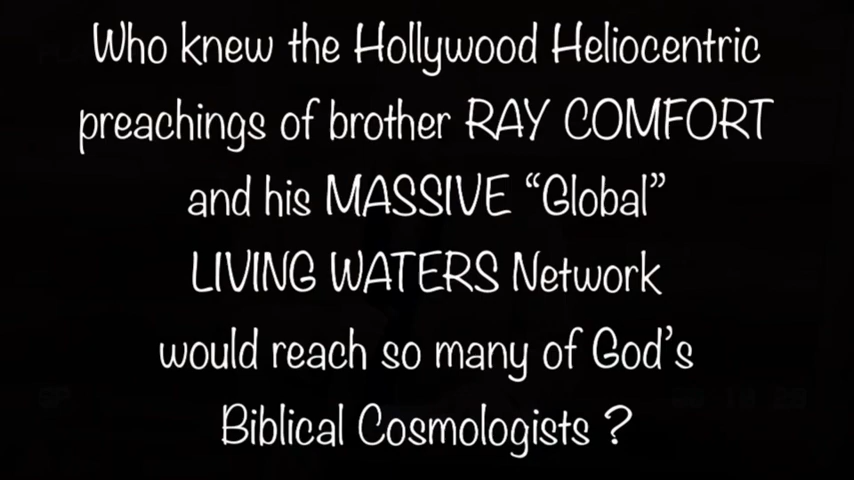 Who knew the Hollywood Heliocentric
preachings of brother RAY COMFORT
and his MASSIVE “Global”
LIVING WATERS Network
would reach so many of God’s
Biblical Cosmologists ?